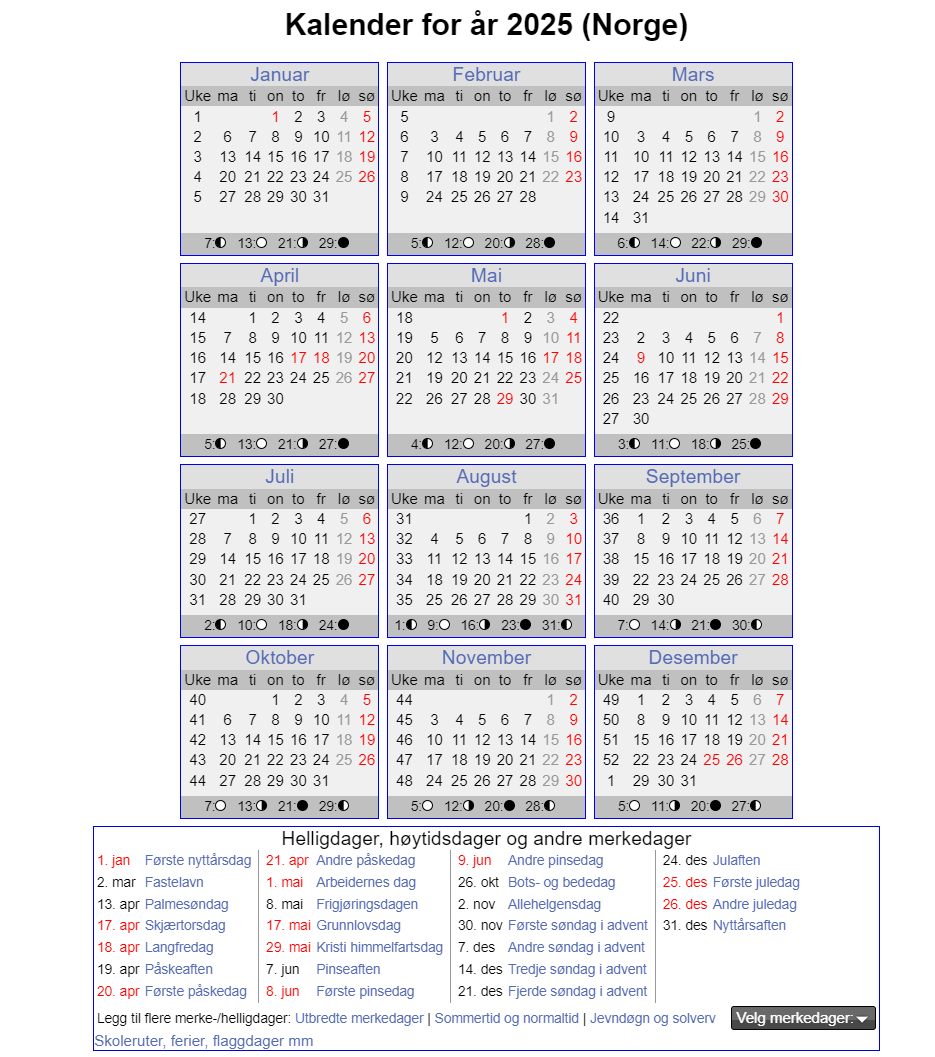 Kalender for år 2025 (Norge)
Januar Februar Mars
Uke ma ti on to fr lø sø Uke ma ti on to fr lø sø Uke ma ti on to fr lø sø
1 1 2 3 4 5 5 1 2 9 1 2
2 6 7 8 9 10 11 12 6 3 4 5 6 7 8 9 10 3 4 5 6 7 8 9
3 13 14 15 16 17 18 19 7 10 11 12 13 14 15 16 11 10 11 12 13 14 15 16
4 20 21 22 23 24 25 26 8 17 18 19 20 21 22 23 12 17 18 19 20 21 22 23
5 27 28 29 30 31 9 24 25 26 27 28 13 24 25 26 27 28 29 30
14 31
7: 13: 21: 29: 5: 12: 20: 28: 6: 14: 22: 29:
April Mai Juni
Uke ma ti on to fr lø sø Uke ma ti on to fr lø sø Uke ma ti on to fr lø sø
14 1 2 3 4 5 6 18 1 2 3 4 22 1
15 7 8 9 10 11 12 13 19 5 6 7 8 9 10 11 23 2 3 4 5 6 7 8
16 14 15 16 17 18 19 20 20 12 13 14 15 16 17 18 24 9 10 11 12 13 14 15
17 21 22 23 24 25 26 27 21 19 20 21 22 23 24 25 25 16 17 18 19 20 21 22
18 28 29 30 22 26 27 28 29 30 31 26 23 24 25 26 27 28 29
27 30
5: 13: 21: 27: 4: 12: 20: 27: 3: 11: 18: 25:
Juli August September
Uke ma ti on to fr lø sø Uke ma ti on to fr lø sø Uke ma ti on to fr lø sø
27 1 2 3 4 5 6 31 1 2 3 36 1 2 3 4 5 6 7
28 7 8 9 10 11 12 13 32 4 5 6 7 8 9 10 37 8 9 10 11 12 13 14
29 14 15 16 17 18 19 20 33 11 12 13 14 15 16 17 38 15 16 17 18 19 20 21
30 21 22 23 24 25 26 27 34 18 19 20 21 22 23 24 39 22 23 24 25 26 27 28
31 28 29 30 31 35 25 26 27 28 29 30 31 40 29 30
2: 10: 18: 24: 1: 9: 16: 23: 31: 7: 14: 21: 30:
Oktober November Desember
Uke ma ti on to fr lø sø Uke ma ti on to fr lø sø Uke ma ti on to fr lø sø
40 1 2 3 4 5 44 1 2 49 1 2 3 4 5 6 7
41 6 7 8 9 10 11 12 45 3 4 5 6 7 8 9 50 8 9 10 11 12 13 14
42 13 14 15 16 17 18 19 46 10 11 12 13 14 15 16 51 15 16 17 18 19 20 21
43 20 21 22 23 24 25 26 47 17 18 19 20 21 22 23 52 22 23 24 25 26 27 28
44 27 28 29 30 31 48 24 25 26 27 28 29 30 1 29 30 31
7: 13: 21: 29: 5: 12: 20: 28: 5: 11: 20: 27:
Helligdager, høytidsdager og andre merkedager
1. jan Første nyttårsdag 21. apr Andre påskedag 9. jun Andre pinsedag 24. des Julaften
2. mar Fastelavn 1. mai Arbeidernes dag 26. okt Bots- og bededag 25. des Første juledag
13. apr Palmesøndag 8. mai Frigjøringsdagen 2. nov Allehelgensdag 26. des Andre juledag
17. apr Skjærtorsdag 17. mai Grunnlovsdag 30. nov Første søndag i advent 31. des Nyttårsaften
18. apr Langfredag 29. mai Kristi himmelfartsdag 7. des Andre søndag i advent
19. apr Påskeaften 7. jun Pinseaften 14. des Tredje søndag i advent
20. apr Første påskedag 8. jun Første pinsedag 21. des Fjerde søndag i advent
Legg til flere merke-/helligdager: Utbredte merkedager | Sommertid og normaltid | Jevndøgn og solverv Velg merkedager:
Skoleruter, ferier, flaggdager mm